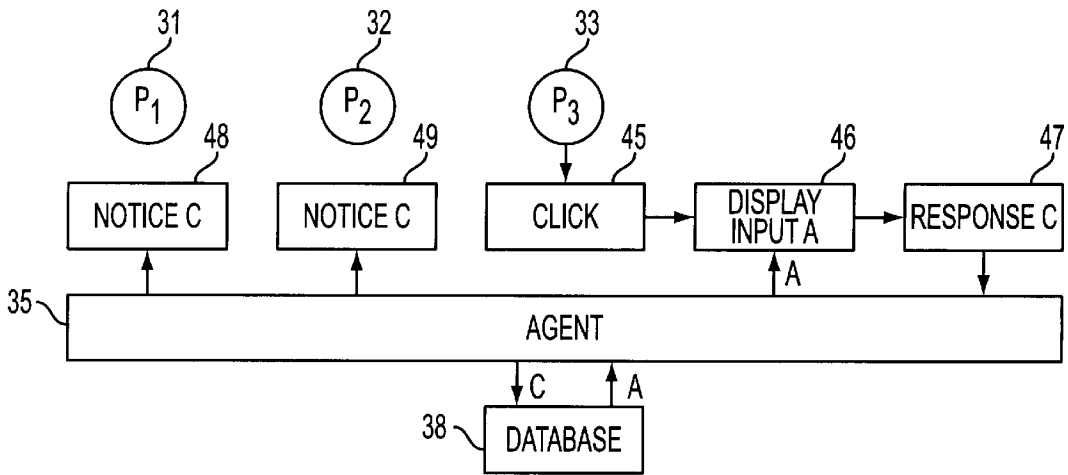 31
32
33
P1
P2
P3
48
49
45
46
47
NOTICE C
NOTICE C
CLICK
DISPLAY
INPUT A
RESPONSE C
A
35
AGENT
C
A
38
DATABASE